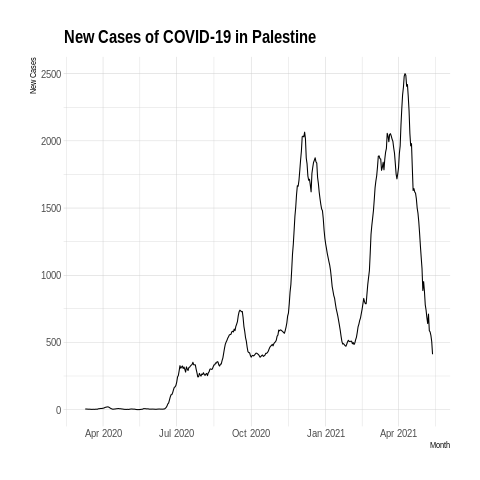 New Cases of COVID-19 in Palestine
New Cases
2500
2000
1500
1000
500
0
Apr 2020 Jul 2020 Oct 2020 Jan 2021 Apr 2021
Month